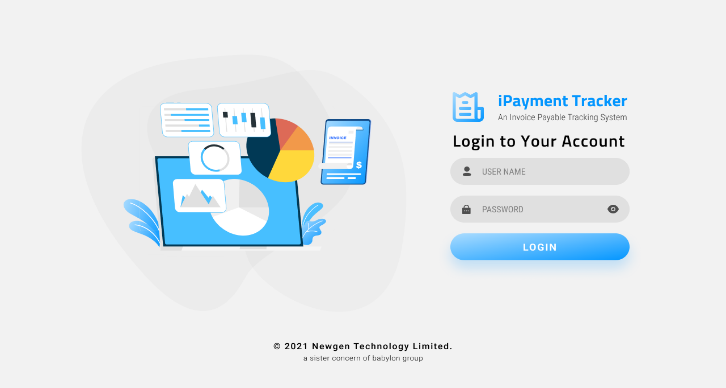 INVOICE
$
iPayment Tracker
An Invoice Payable Tracking System
Login to Your Account
USER NAME
PASSWORD
LOGIN
© 2021 Newgen Technology Limited.
a sister concern of babylon group